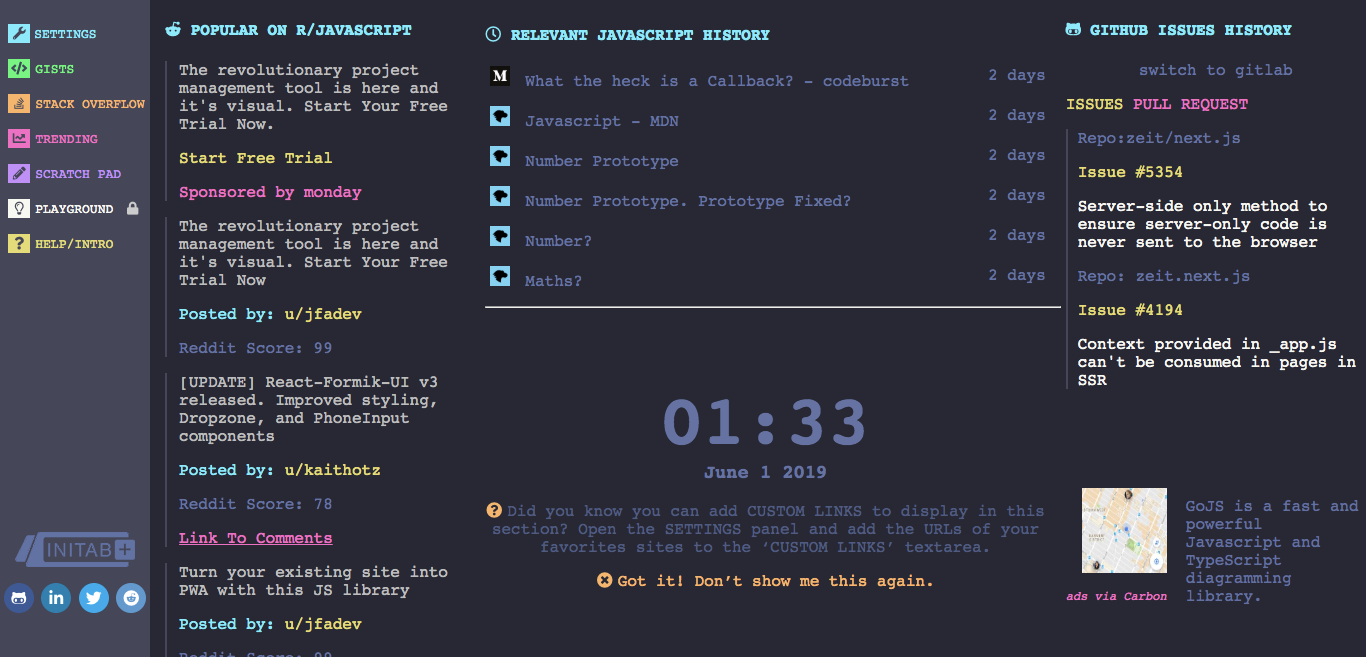 SETTINGS
GISTS
STACK OVERFLOW
TRENDING
SCRATCH PAD
PLAYGROUND
HELP/INTRO
INITAB+
POPULAR ON R/JAVASCRIPT
The revolutionary project
management tool is here and
it's visual. Start Your Free
Trial Now.
Start Free Trial
Sponsored by monday
The revolutionary project
management tool is here and
it's visual. Start Your Free
Trial Now
Posted by: u/jfadev
Reddit Score: 99
[UPDATE] React-Formik-UI v3
released. Improved styling,
Dropzone, and PhoneInput
components
Posted by: u/kaithotz
Reddit Score: 78
Link To Comments
Turn your existing site into
PWA with this JS library
Posted by: u/jfadev
Reddit Score: 99
RELEVANT JAVASCRIPT HISTORY
What the heck is a Callback? - codeburst 2 days
Javascript - MDN 2 days
Number Prototype 2 days
Number Prototype. Prototype Fixed? 2 days
Number? 2 days
Maths? 2 days
01:33
June 1 2019
Did you know you can add CUSTOM LINKS to display in this
section? Open the SETTINGS panel and add the URLs of your
favorites sites to the ‘CUSTOM LINKS’ textarea.
Got it! Don’t show me this again.
GITHUB ISSUES HISTORY
switch to gitlab
ISSUES PULL REQUEST
Repo:zeit/next.js
Issue #5354
Server-side only method to
ensure server-only code is
never sent to the browser
Repo: zeit.next.js
Issue #4194
Context provided in _app.js
can't be consumed in pages in
SSR
GoJS is a fast and
powerful
Javascript and
TypeScript
diagramming
library.
ads via Carbon